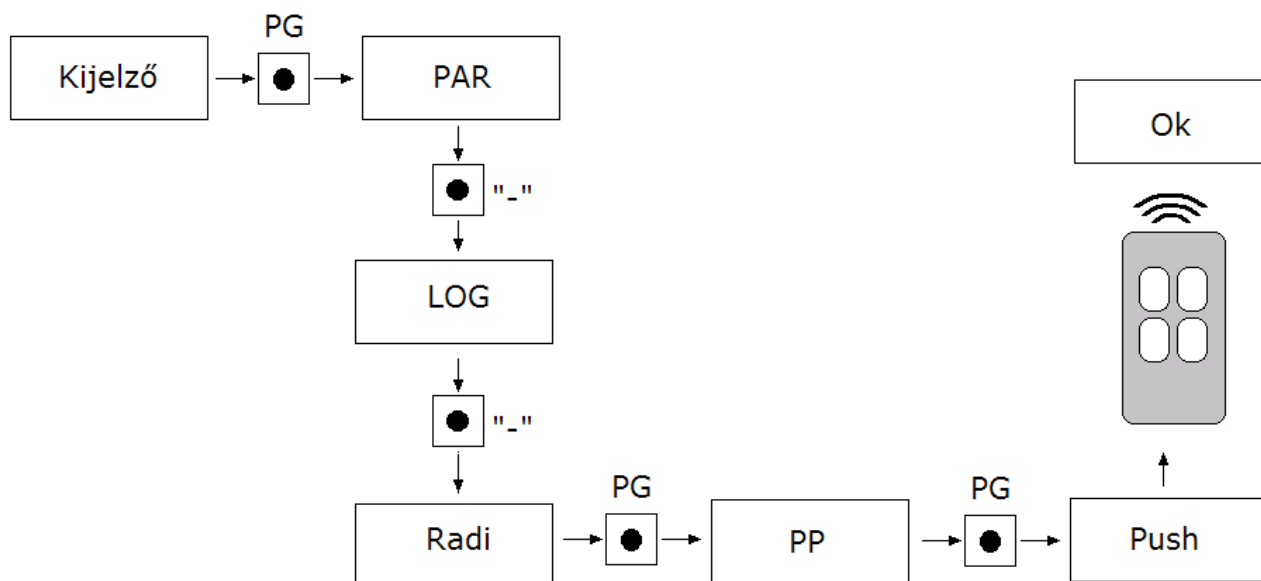 PG
Kijelző
PAR
Ok
"-"
LOG
"-"
PG
PG
Radi
PP
Push